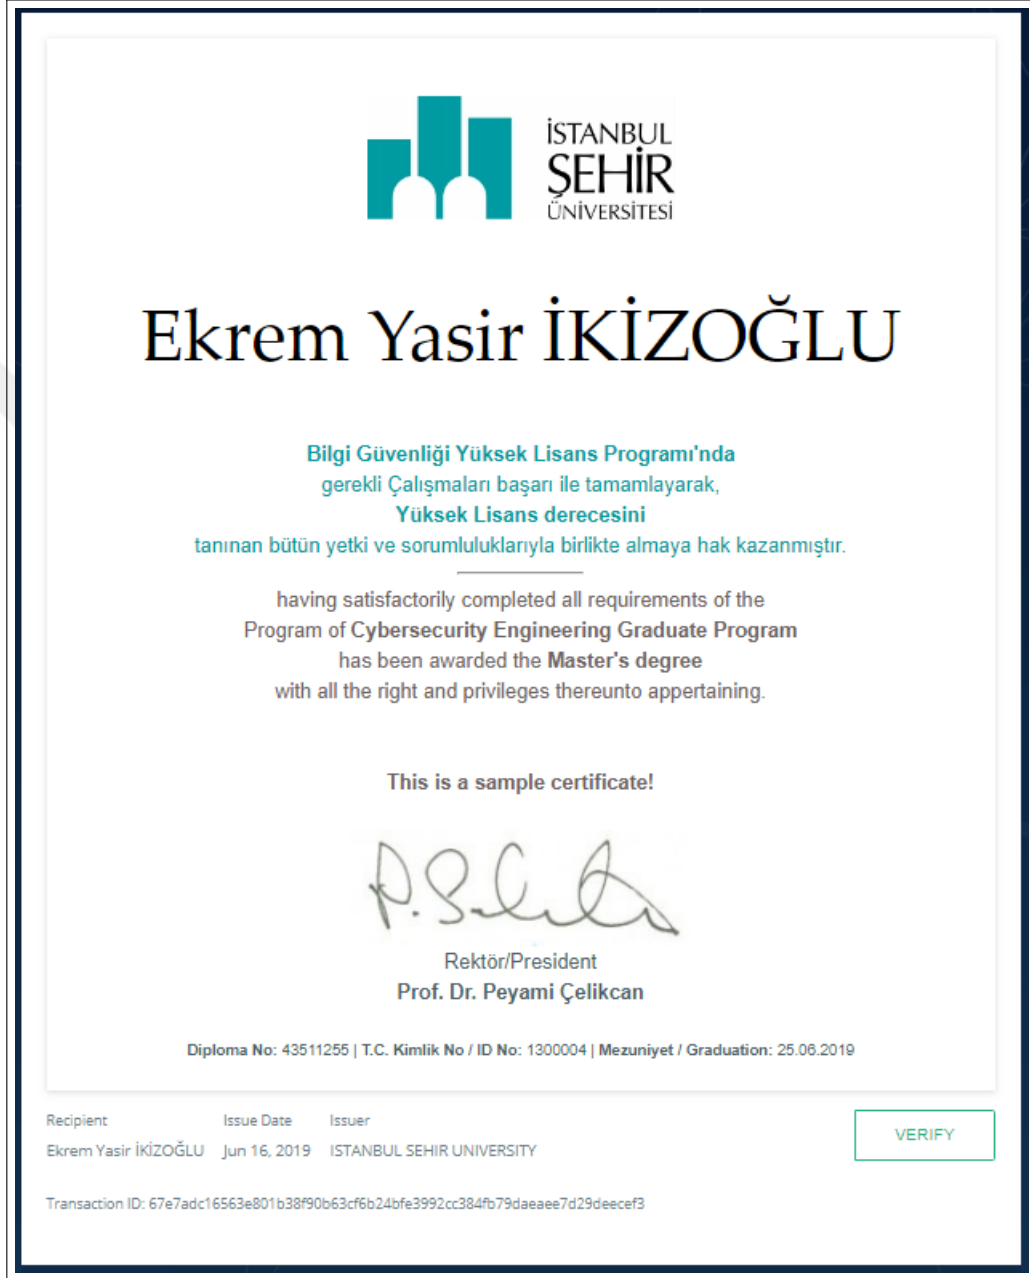 İSTANBUL
ŞEHİR
ÜNİVERSİTESİ
Ekrem Yasir İKİZOĞLU
Bilgi Güvenliği Yüksek Lisans Programı'nda
gerekli Çalışmaları başarı ile tamamlayarak,
Yüksek Lisans derecesini
tanınan bütün yetki ve sorumluluklarıyla birlikte almaya hak kazanmıştır.
having satisfactorily completed all requirements of the
Program of Cybersecurity Engineering Graduate Program
has been awarded the Master's degree
with all the right and privileges thereunto appertaining.
This is a sample certificate!
P. Çelikcan
Rektör/President
Prof. Dr. Peyami Çelikcan
Diploma No: 43511255 | T.C. Kimlik No / ID No: 1300004 | Mezuniyet / Graduation: 25.06.2019
Recipient Issue Date Issuer
Ekrem Yasir İKİZOĞLU Jun 16, 2019 ISTANBUL SEHIR UNIVERSITY
VERIFY
Transaction ID: 67e7adc16563e801b38f90b63cf6b24bfe3992cc384fb79daeaee7d29deecef3